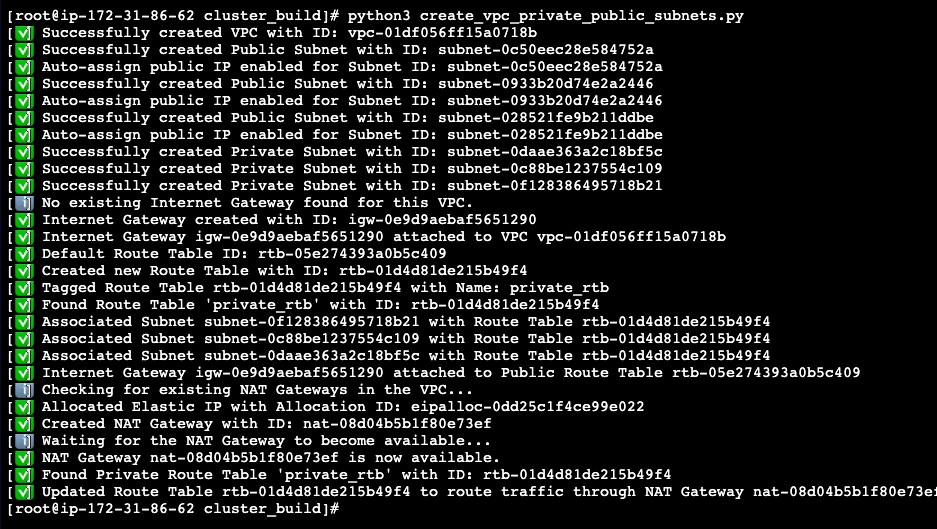 [root@ip-172-31-86-62 cluster_build]# python3 create_vpc_private_public_subnets.py
[✅] Successfully created VPC with ID: vpc-01df056ff15a0718b
[✅] Successfully created Public Subnet with ID: subnet-0c50eec28e584752a
[✅] Auto-assign public IP enabled for Subnet ID: subnet-0c50eec28e584752a
[✅] Successfully created Public Subnet with ID: subnet-0933b20d74e2a2446
[✅] Auto-assign public IP enabled for Subnet ID: subnet-0933b20d74e2a2446
[✅] Successfully created Public Subnet with ID: subnet-028521fe9b211ddbe
[✅] Auto-assign public IP enabled for Subnet ID: subnet-028521fe9b211ddbe
[✅] Successfully created Private Subnet with ID: subnet-0daae363a2c18bf5c
[✅] Successfully created Private Subnet with ID: subnet-0c88be1237554c109
[✅] Successfully created Private Subnet with ID: subnet-0f128386495718b21
[ℹ️] No existing Internet Gateway found for this VPC.
[✅] Internet Gateway created with ID: igw-0e9d9aebaf5651290
[✅] Internet Gateway igw-0e9d9aebaf5651290 attached to VPC vpc-01df056ff15a0718b
[✅] Default Route Table ID: rtb-05e274393a0b5c409
[✅] Created new Route Table with ID: rtb-01d4d81de215b49f4
[✅] Tagged Route Table rtb-01d4d81de215b49f4 with Name: private_rtb
[✅] Found Route Table 'private_rtb' with ID: rtb-01d4d81de215b49f4
[✅] Associated Subnet subnet-0f128386495718b21 with Route Table rtb-01d4d81de215b49f4
[✅] Associated Subnet subnet-0c88be1237554c109 with Route Table rtb-01d4d81de215b49f4
[✅] Associated Subnet subnet-0daae363a2c18bf5c with Route Table rtb-01d4d81de215b49f4
[✅] Internet Gateway igw-0e9d9aebaf5651290 attached to Public Route Table rtb-05e274393a0b5c409
[ℹ️] Checking for existing NAT Gateways in the VPC...
[✅] Allocated Elastic IP with Allocation ID: eipalloc-0dd25c1f4ce99e022
[✅] Created NAT Gateway with ID: nat-08d04b5b1f80e73ef
[ℹ️] Waiting for the NAT Gateway to become available...
[✅] NAT Gateway nat-08d04b5b1f80e73ef is now available.
[✅] Found Private Route Table 'private_rtb' with ID: rtb-01d4d81de215b49f4
[✅] Updated Route Table rtb-01d4d81de215b49f4 to route traffic through NAT Gateway nat-08d04b5b1f80e73ef
[root@ip-172-31-86-62 cluster_build]#